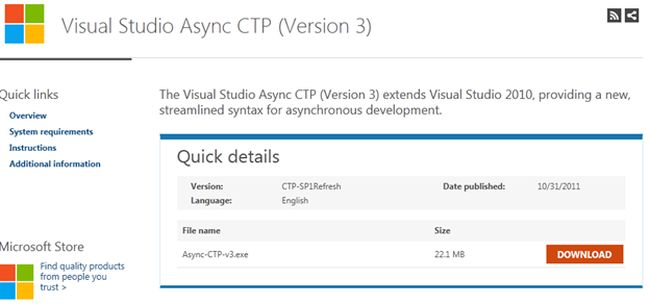 Visual Studio Async CTP (Version 3)
Quick links
Overview
System requirements
Instructions
Additional information
The Visual Studio Async CTP (Version 3) extends Visual Studio 2010, providing a new,
streamlined syntax for asynchronous development.
Quick details
Version: CTP-SP1Refresh Date published: 10/31/2011
Language: English
File name Size
Async-CTP-v3.exe 22.1 MB DOWNLOAD
Microsoft Store
Find quality products
from people you
trust >